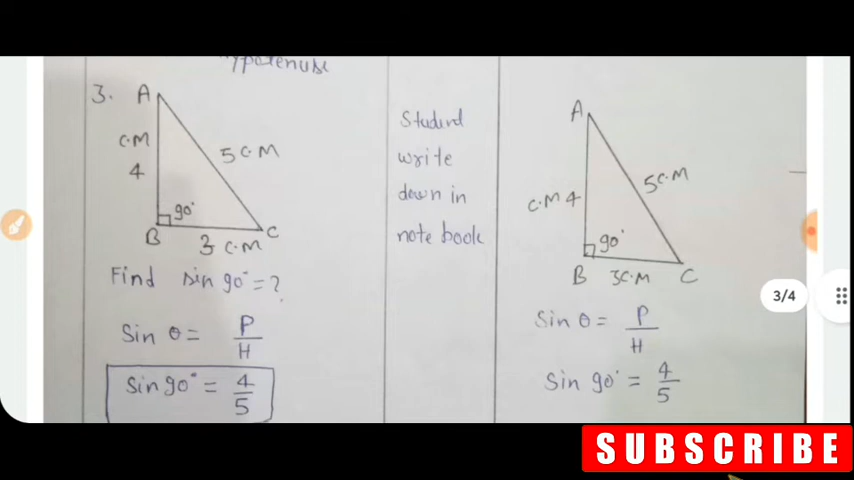 hypotenuse
3. A
C.M
4
5 C.M
90°
B
3 C.M
C
Find sin 90° = ?
Sin θ = P/H
Sin 90° = 4/5
Student
write
down in
note book
A
C.M 4
5C.M
90°
B
3C.M
C
Sin θ = P/H
Sin 90° = 4/5
3/4
SUBSCRIBE